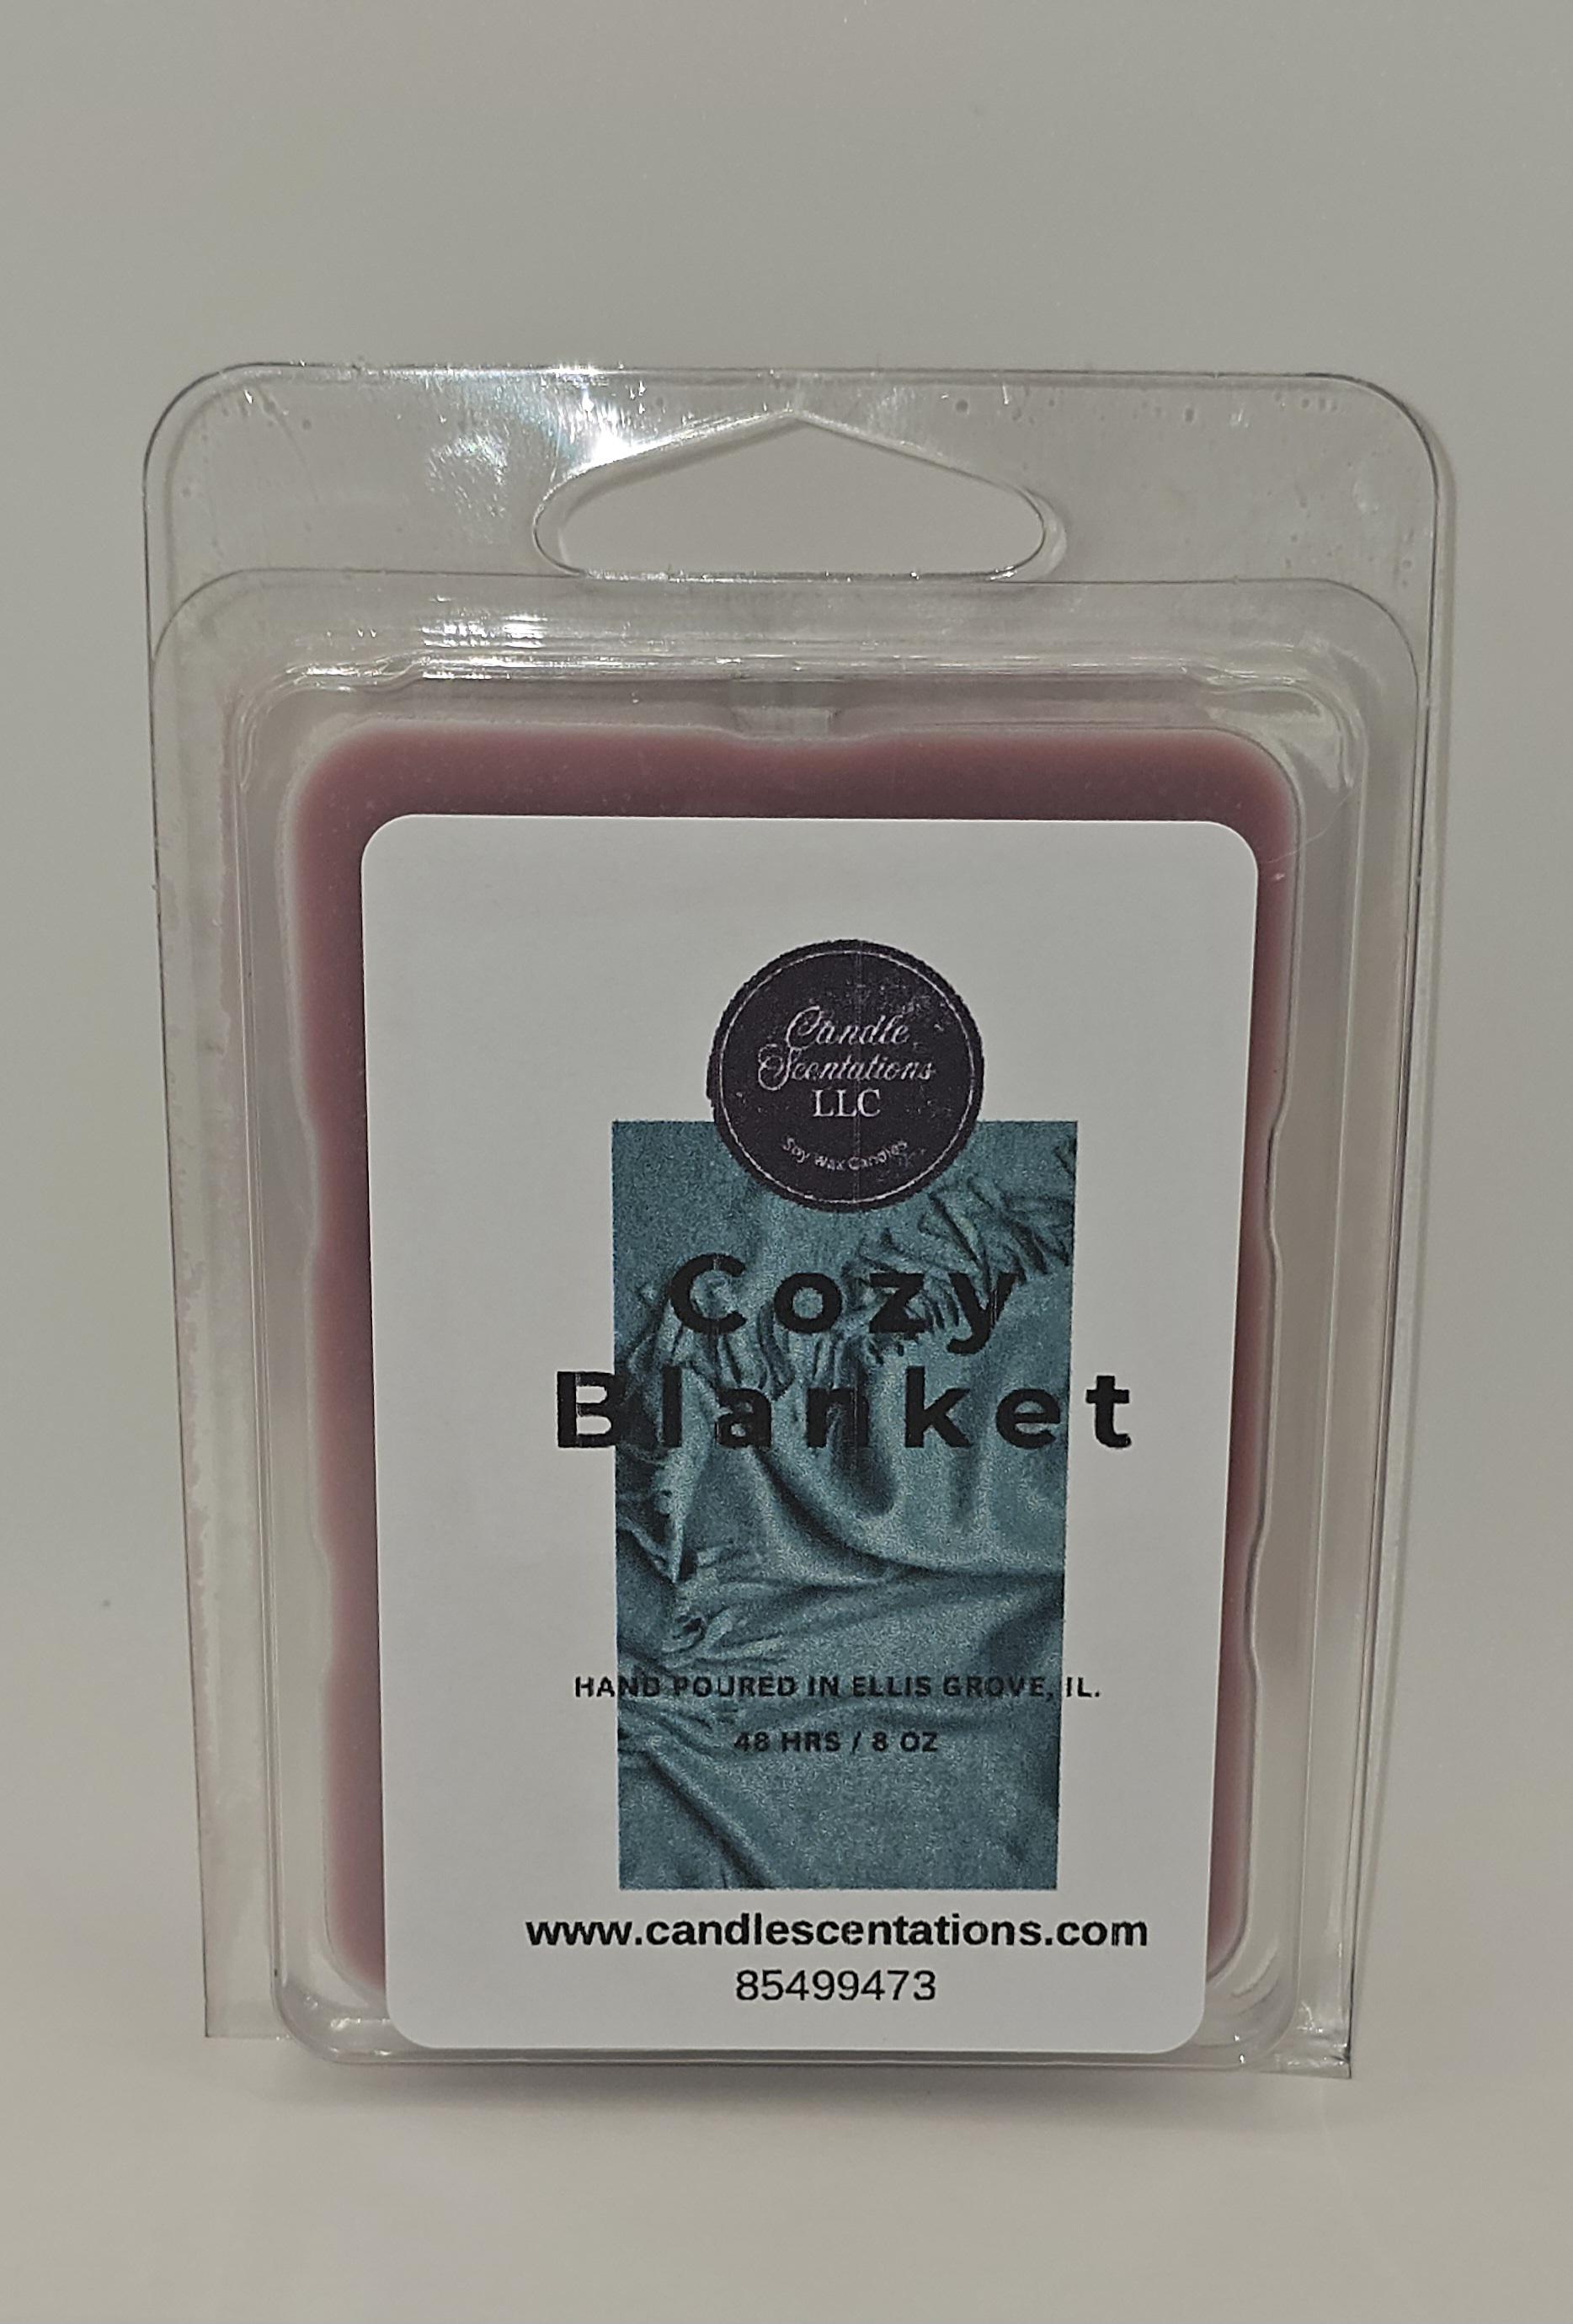 Candle
Scentations
LLC
Soy Wax Candles
Cozy
Blanket
HAND POURED IN ELLIS GROVE, IL.
48 HRS / 8 OZ
www.candlescentations.com
85499473